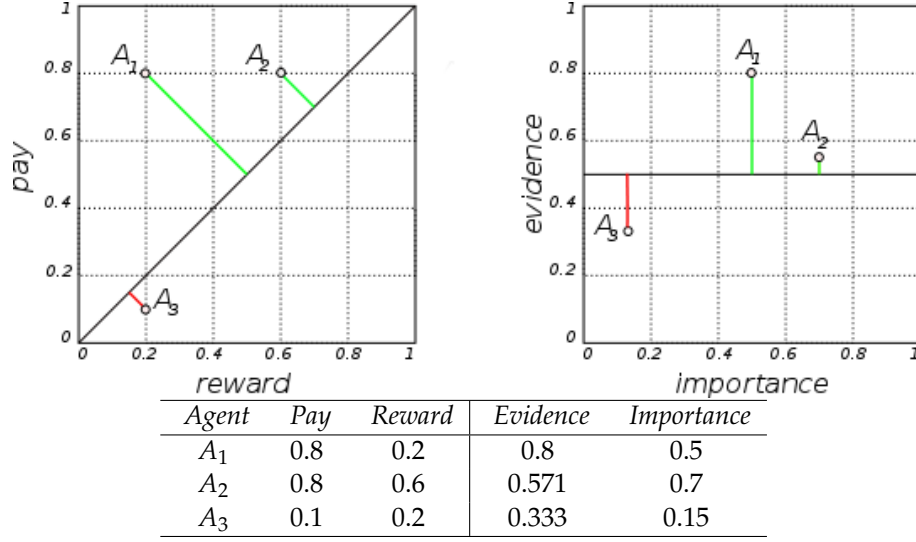 1
0.8
0.6
0.4
0.2
0
0 0.2 0.4 0.6 0.8 1
pay
reward
A1
A2
A3
1
0.8
0.6
0.4
0.2
0
0 0.2 0.4 0.6 0.8 1
evidence
importance
A1
A2
A3
Agent Pay Reward Evidence Importance
A1 0.8 0.2 0.8 0.5
A2 0.8 0.6 0.571 0.7
A3 0.1 0.2 0.333 0.15